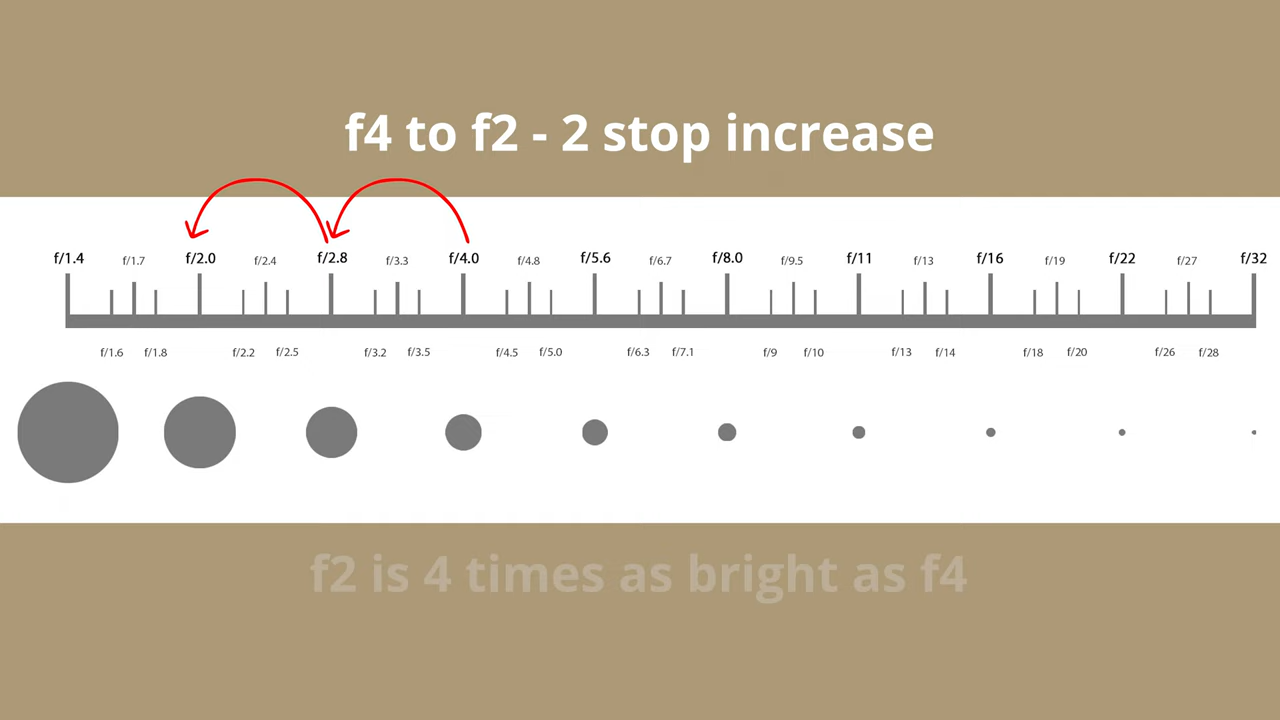 f4 to f2 - 2 stop increase
f/1.4 f/1.7 f/2.0 f/2.4 f/2.8 f/3.3 f/4.0 f/4.8 f/5.6 f/6.7 f/8.0 f/9.5 f/11 f/13 f/16 f/19 f/22 f/27 f/32
f/1.6 f/1.8 f/2.2 f/2.5 f/3.2 f/3.5 f/4.5 f/5.0 f/6.3 f/7.1 f/9 f/10 f/13 f/14 f/18 f/20 f/26 f/28
f2 is 4 times as bright as f4